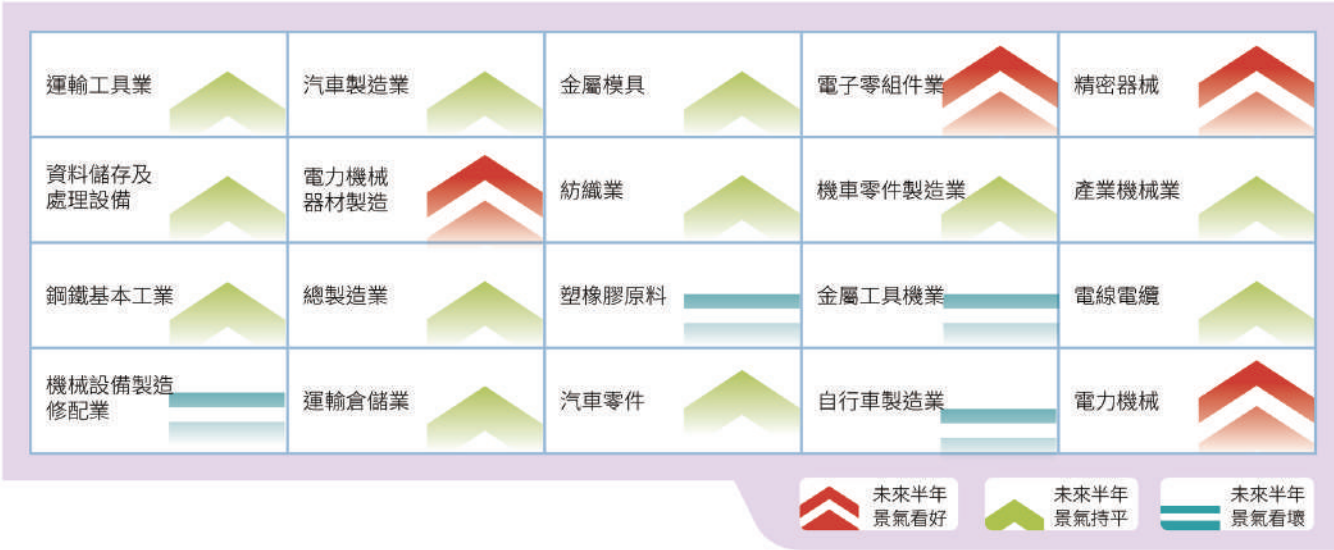 運輸工具業
汽車製造業
金屬模具
電子零組件業
精密器械
資料儲存及
處理設備
電力機械
器材製造
紡織業
機車零件製造業
產業機械業
鋼鐵基本工業
總製造業
塑橡膠原料
金屬工具機業
電線電纜
機械設備製造
修配業
運輸倉儲業
汽車零件
自行車製造業
電力機械
未來半年
景氣看好
未來半年
景氣持平
未來半年
景氣看壞